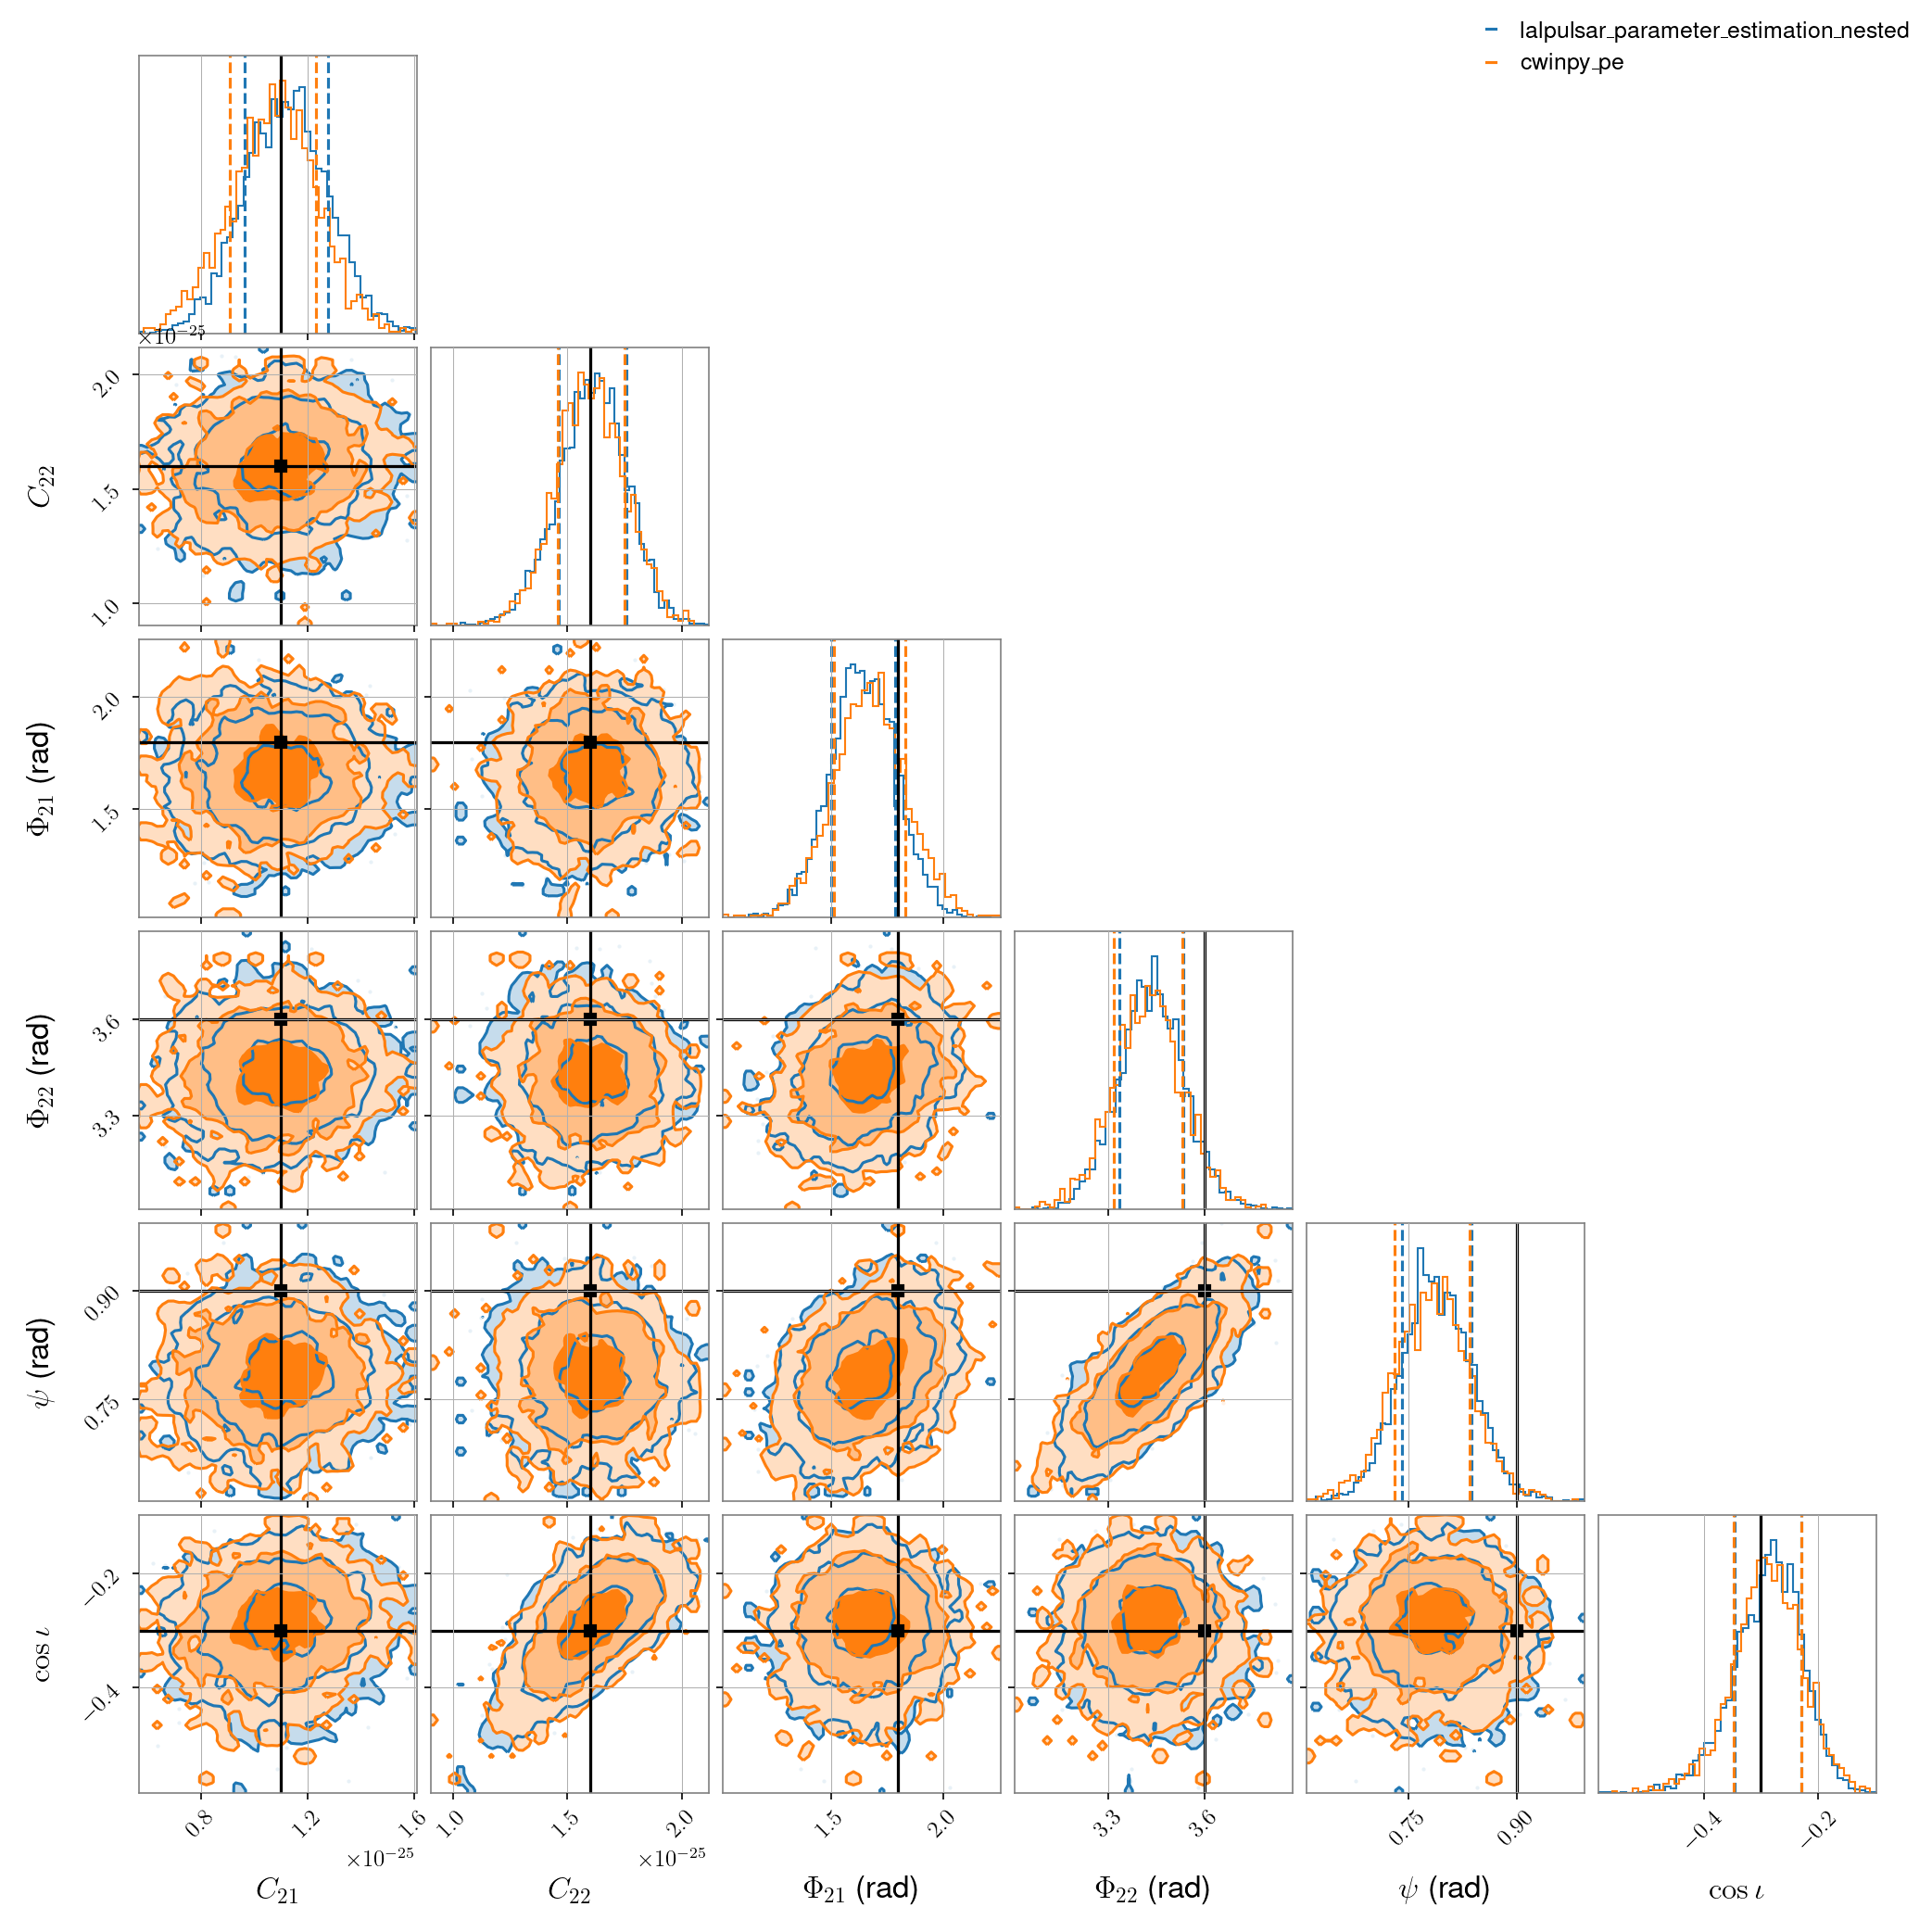 lalpulsar_parameter_estimation_nested
cwinpy_pe
×10⁻²⁵
C₂₂
2.0
1.5
1.0
Φ₂₁ (rad)
2.0
1.5
Φ₂₂ (rad)
3.6
3.3
ψ (rad)
0.90
0.75
cos ι
−0.2
−0.4
0.8 1.2 1.6 1.0 1.5 2.0 1.5 2.0 3.3 3.6 0.75 0.90 −0.4 −0.2
×10⁻²⁵ ×10⁻²⁵
C₂₁ C₂₂ Φ₂₁ (rad) Φ₂₂ (rad) ψ (rad) cos ι